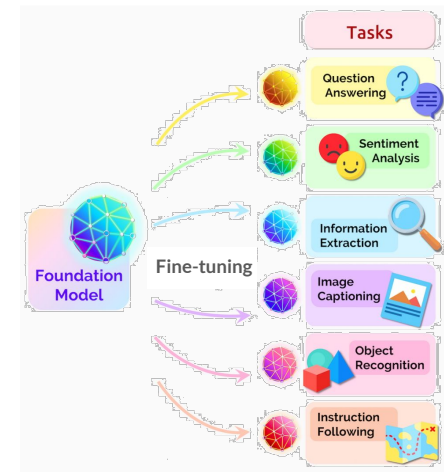 Tasks
Question
Answering
?
Sentiment
Analysis
Foundation
Model
Fine-tuning
Information
Extraction
Image
Captioning
Object
Recognition
Instruction
Following